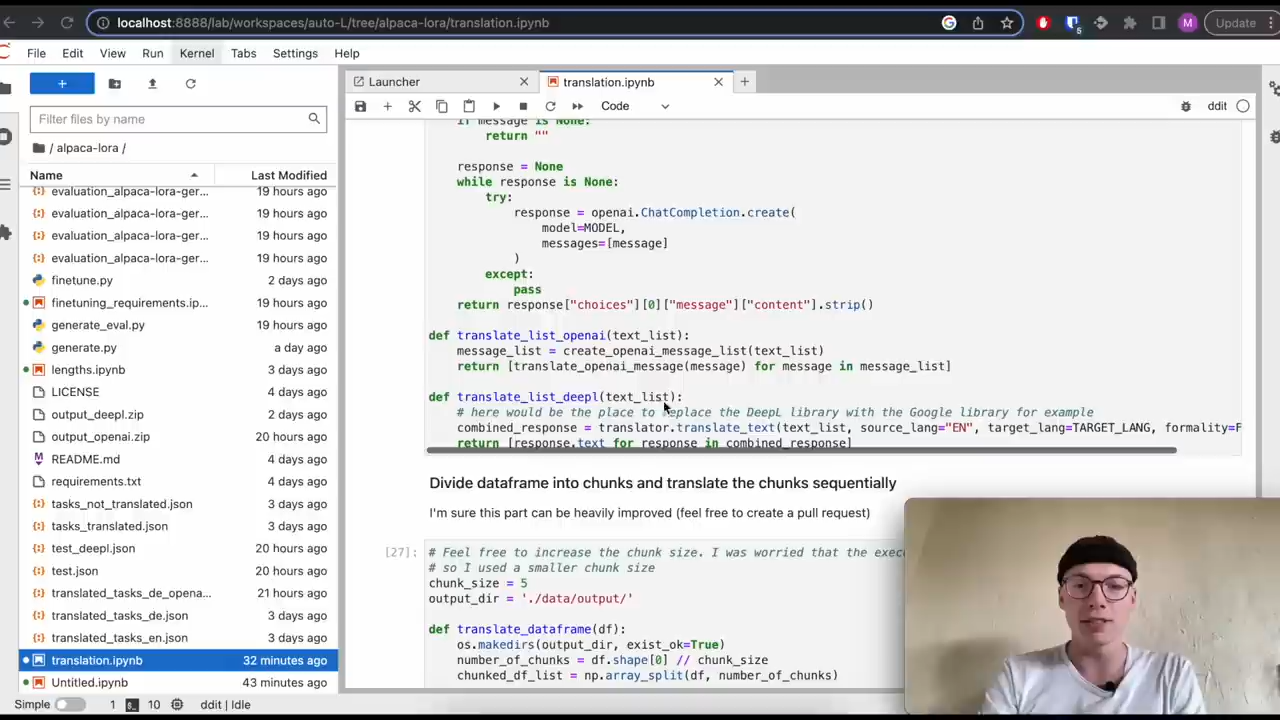 localhost:8888/lab/workspaces/auto-L/tree/alpaca-lora/translation.ipynb
M
Update
File Edit View Run Kernel Tabs Settings Help
Launcher
translation.ipynb
Filter files by name
/ alpaca-lora /
Name Last Modified
evaluation_alpaca-lora-ger... 19 hours ago
evaluation_alpaca-lora-ger... 19 hours ago
evaluation_alpaca-lora-ger... 19 hours ago
evaluation_alpaca-lora-ger... 19 hours ago
finetune.py 2 days ago
finetuning_requirements.ip... 19 hours ago
generate_eval.py 19 hours ago
generate.py a day ago
lengths.ipynb 3 days ago
LICENSE 4 days ago
output_deepl.zip 2 days ago
output_openai.zip 20 hours ago
README.md 4 days ago
requirements.txt 4 days ago
tasks_not_translated.json 3 days ago
tasks_translated.json 3 days ago
test_deepl.json 20 hours ago
test.json 20 hours ago
translated_tasks_de_opena... 21 hours ago
translated_tasks_de.json 3 days ago
translated_tasks_en.json 3 days ago
translation.ipynb 32 minutes ago
Untitled.ipynb 43 minutes ago
Simple 1 10 ddit | Idle
Code
ddit
if message is None:
return ""
response = None
while response is None:
try:
response = openai.ChatCompletion.create(
model=MODEL,
messages=[message]
)
except:
pass
return response["choices"][0]["message"]["content"].strip()
def translate_list_openai(text_list):
message_list = create_openai_message_list(text_list)
return [translate_openai_message(message) for message in message_list]
def translate_list_deepl(text_list):
# here would be the place to replace the DeepL library with the Google library for example
combined_response = translator.translate_text(text_list, source_lang="EN", target_lang=TARGET_LANG, formality=F
return [response.text for response in combined_response]
Divide dataframe into chunks and translate the chunks sequentially
I'm sure this part can be heavily improved (feel free to create a pull request)
[27]:
# Feel free to increase the chunk size. I was worried that the exec
# so I used a smaller chunk size
chunk_size = 5
output_dir = './data/output/'
def translate_dataframe(df):
os.makedirs(output_dir, exist_ok=True)
number_of_chunks = df.shape[0] // chunk_size
chunked_df_list = np.array_split(df, number_of_chunks)